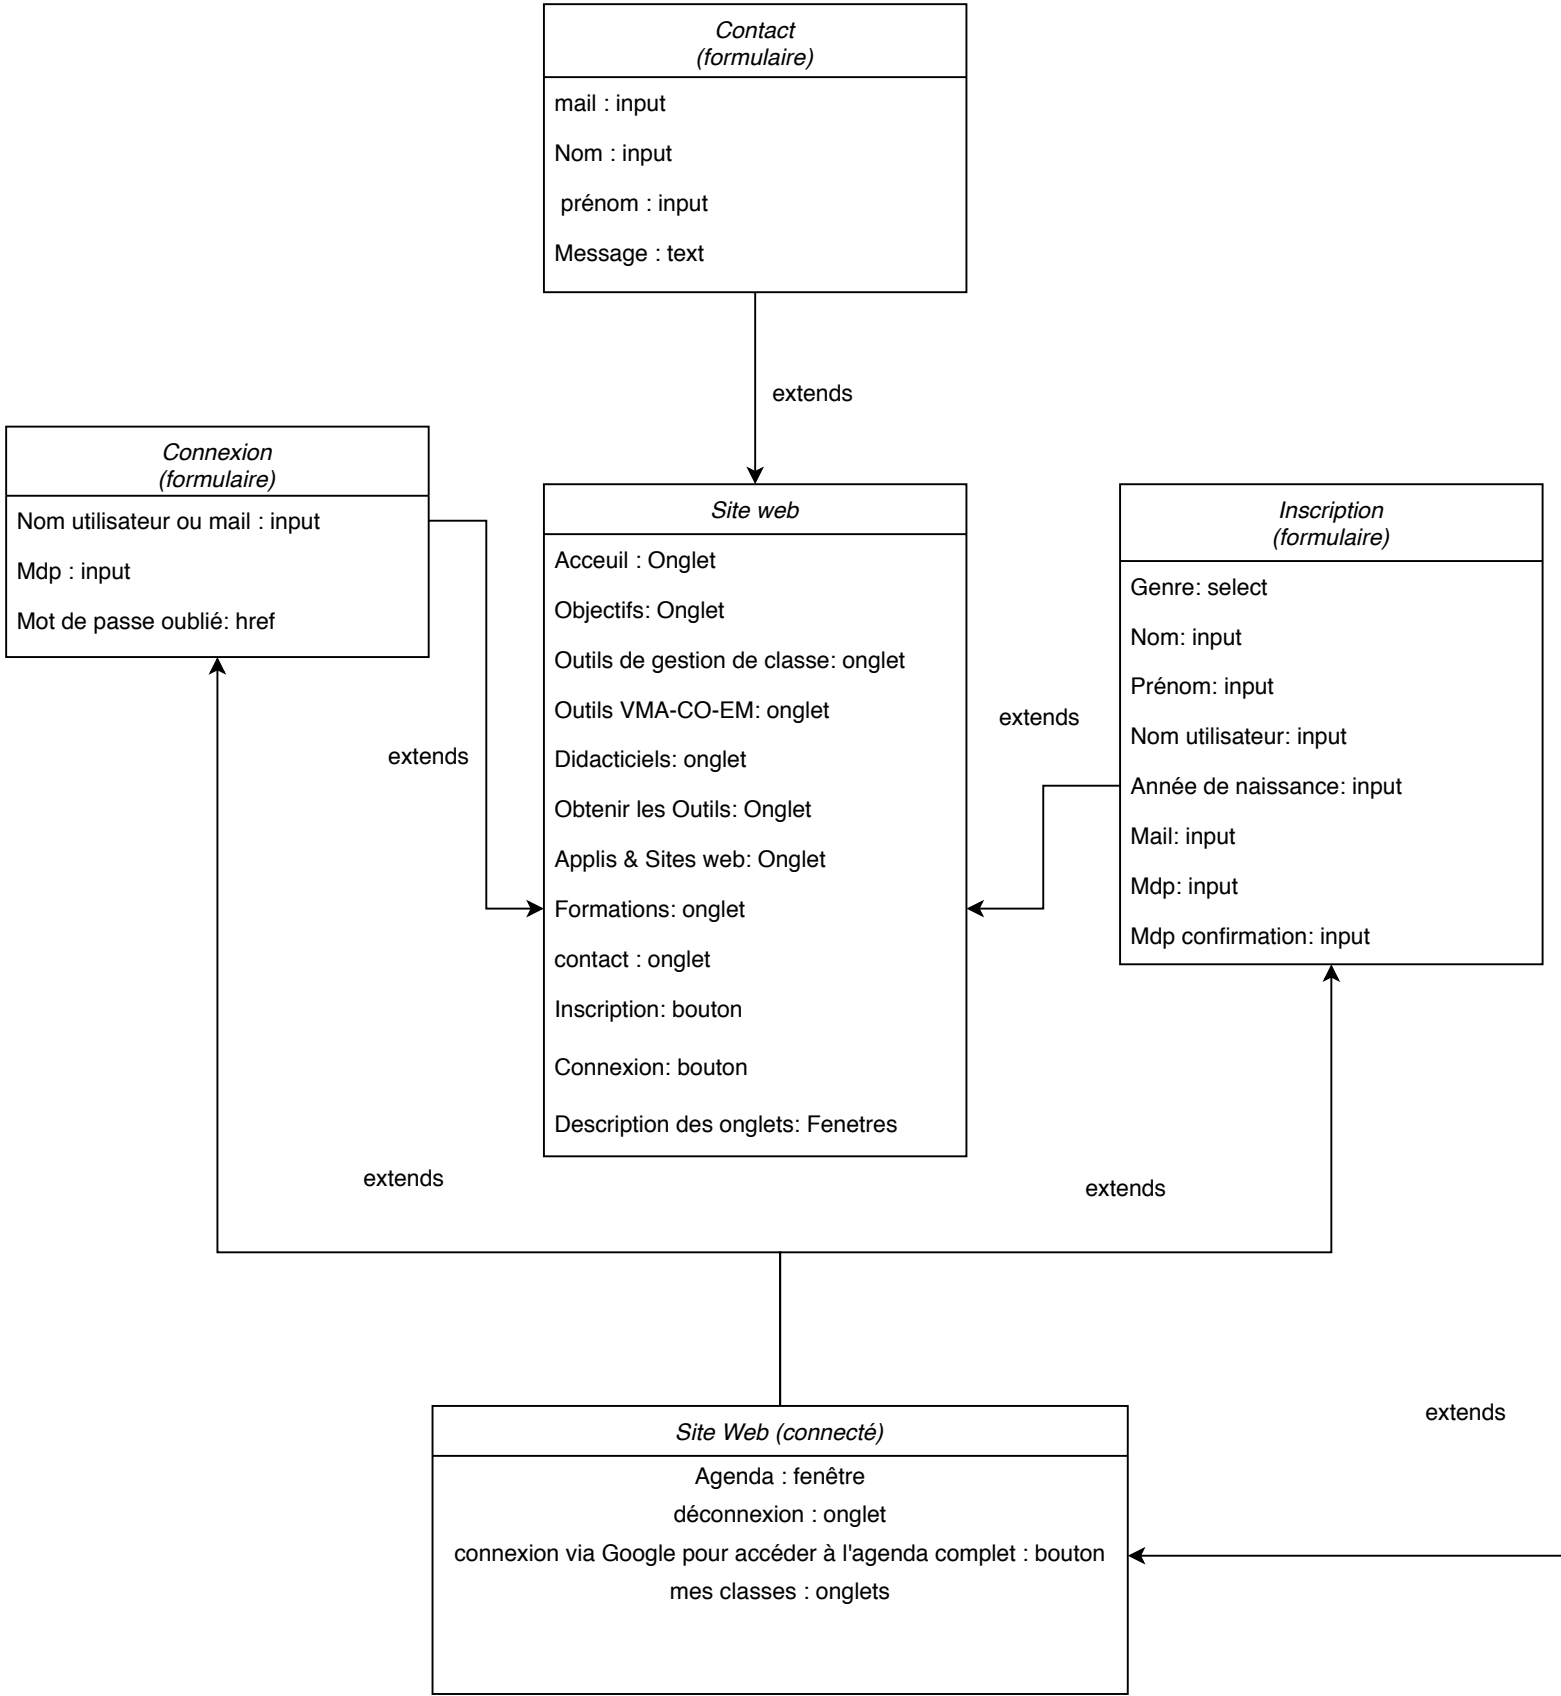 Contact
(formulaire)
mail : input
Nom : input
prénom : input
Message : text
extends
Connexion
(formulaire)
Nom utilisateur ou mail : input
Mdp : input
Mot de passe oublié: href
extends
Site web
Acceuil : Onglet
Objectifs: Onglet
Outils de gestion de classe: onglet
Outils VMA-CO-EM: onglet
Didacticiels: onglet
Obtenir les Outils: Onglet
Applis & Sites web: Onglet
Formations: onglet
contact : onglet
Inscription: bouton
Connexion: bouton
Description des onglets: Fenetres
extends
Inscription
(formulaire)
Genre: select
Nom: input
Prénom: input
Nom utilisateur: input
Année de naissance: input
Mail: input
Mdp: input
Mdp confirmation: input
extends
extends
Site Web (connecté)
Agenda : fenêtre
déconnexion : onglet
connexion via Google pour accéder à l'agenda complet : bouton
mes classes : onglets
extends